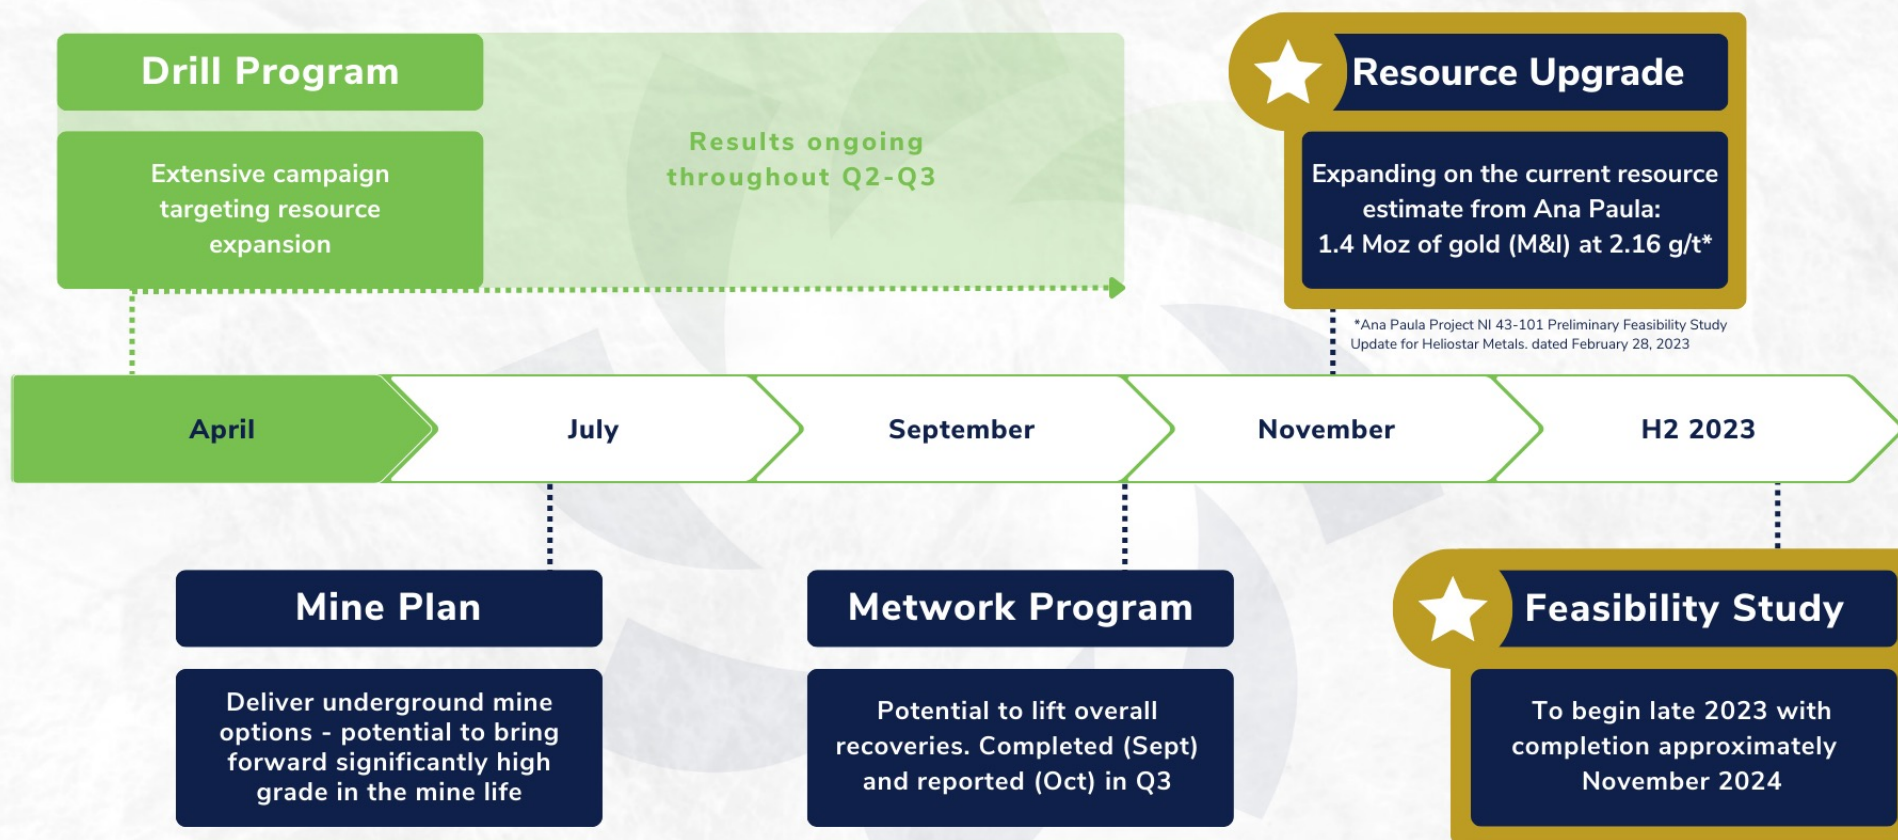 Drill Program
Extensive campaign
targeting resource
expansion
Results ongoing
throughout Q2-Q3
Resource Upgrade
Expanding on the current resource
estimate from Ana Paula:
1.4 Moz of gold (M&I) at 2.16 g/t*
*Ana Paula Project NI 43-101 Preliminary Feasibility Study
Update for Heliostar Metals. dated February 28, 2023
April
July
September
November
H2 2023
Mine Plan
Deliver underground mine
options - potential to bring
forward significantly high
grade in the mine life
Metwork Program
Potential to lift overall
recoveries. Completed (Sept)
and reported (Oct) in Q3
Feasibility Study
To begin late 2023 with
completion approximately
November 2024